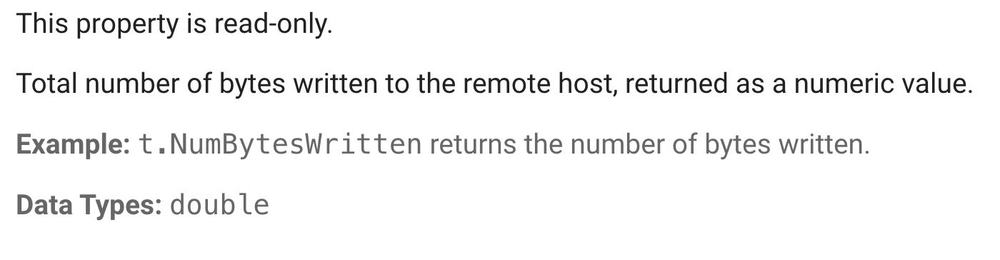 This property is read-only.
Total number of bytes written to the remote host, returned as a numeric value.
Example: t.NumBytesWritten returns the number of bytes written.
Data Types: double